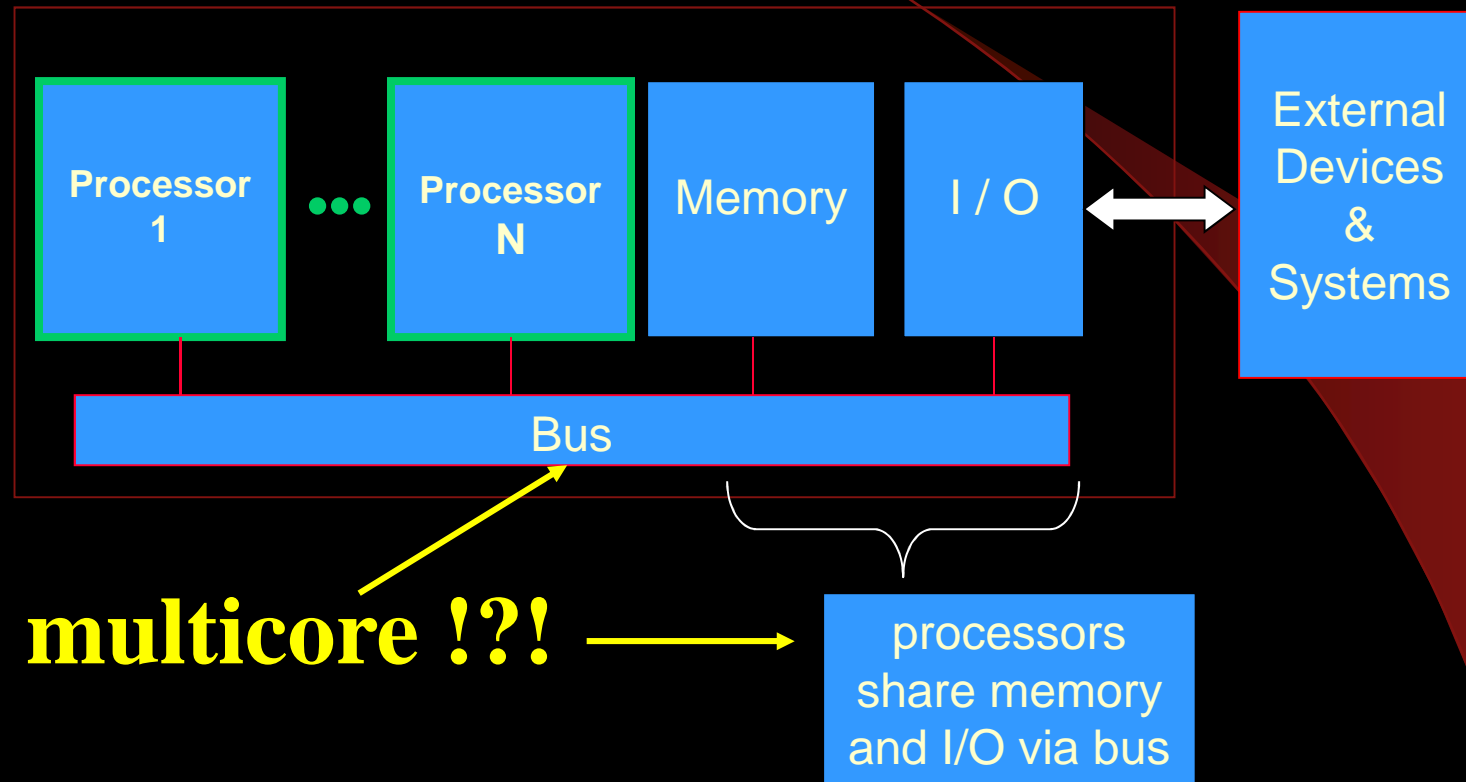 Processor
1
Processor
N
Memory
I / O
External
Devices
&
Systems
Bus
multicore !?!
processors
share memory
and I/O via bus